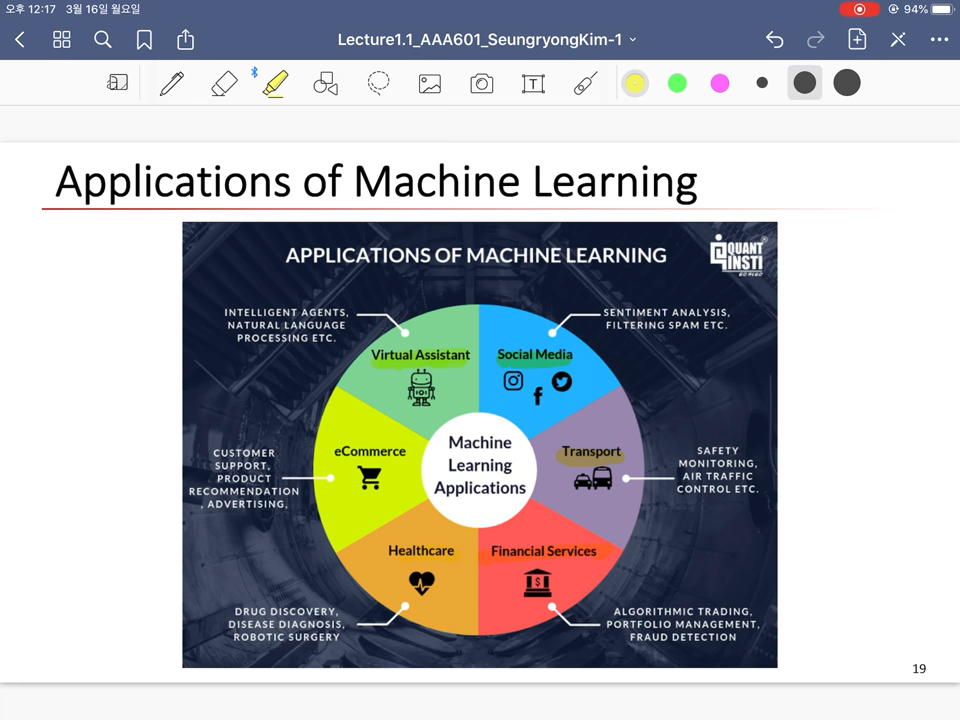 오후 12:17 3월 16일 월요일
94%
Lecture1.1_AAA601_SeungryongKim-1
T
Applications of Machine Learning
APPLICATIONS OF MACHINE LEARNING
QUANT
INSTI
INTELLIGENT AGENTS,
NATURAL LANGUAGE
PROCESSING ETC.
SENTIMENT ANALYSIS,
FILTERING SPAM ETC.
Virtual Assistant
Social Media
eCommerce
Machine
Learning
Applications
Transport
CUSTOMER
SUPPORT,
PRODUCT
RECOMMENDATION
, ADVERTISING,
SAFETY
MONITORING,
AIR TRAFFIC
CONTROL ETC.
Healthcare
Financial Services
$
DRUG DISCOVERY,
DISEASE DIAGNOSIS,
ROBOTIC SURGERY
ALGORITHMIC TRADING,
PORTFOLIO MANAGEMENT,
FRAUD DETECTION
19